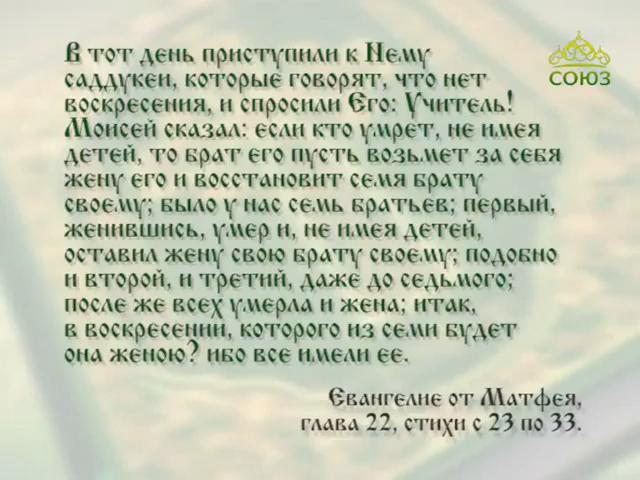 СОЮЗ
В тот день приступили к Нему
саддукеи, которые говорят, что нет
воскресения, и спросили Его: Учитель!
Моисей сказал: если кто умрет, не имея
детей, то брат его пусть возьмет за себя
жену его и восстановит семя брату
своему; было у нас семь братьев; первый,
женившись, умер и, не имея детей,
оставил жену свою брату своему; подобно
и второй, и третий, даже до седьмого;
после же всех умерла и жена; итак,
в воскресении, которого из семи будет
она женою? ибо все имели ее.
Евангелие от Матфея,
глава 22, стихи с 23 по 33.